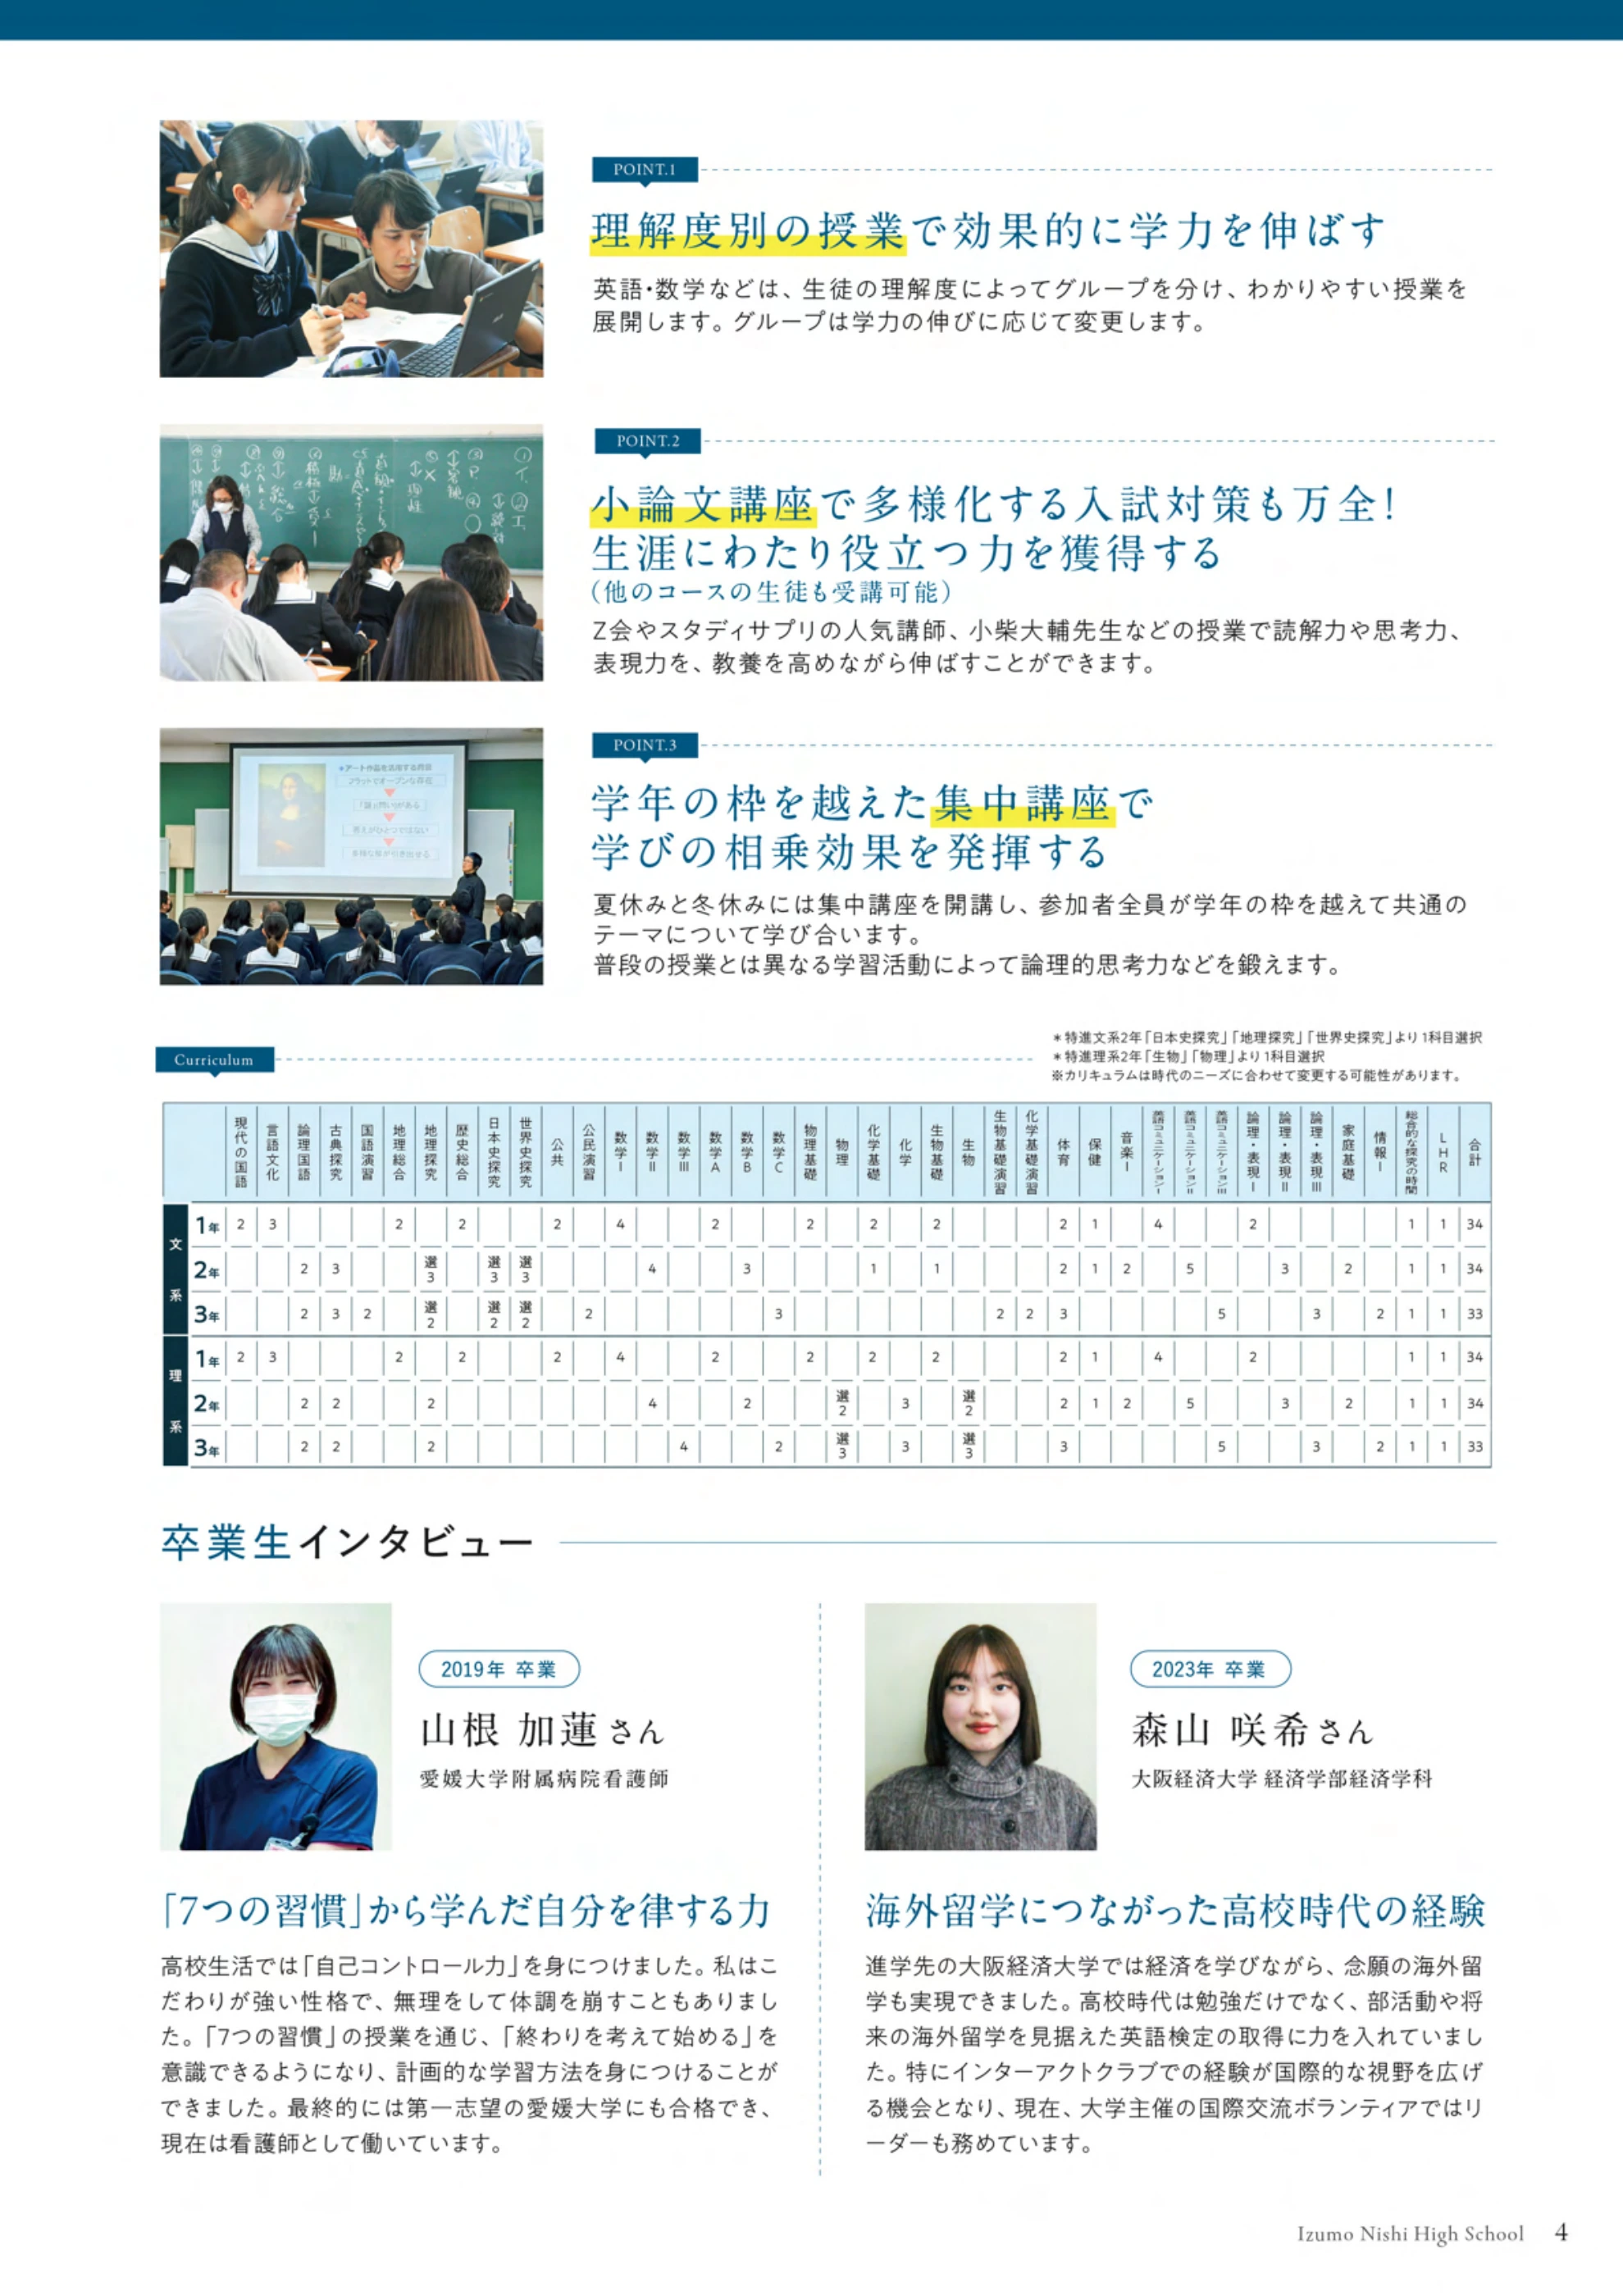 POINT.1
理解度別の授業で効果的に学力を伸ばす
英語・数学などは、生徒の理解度によってグループを分け、わかりやすい授業を
展開します。グループは学力の伸びに応じて変更します。
POINT.2
小論文講座で多様化する入試対策も万全！
生涯にわたり役立つ力を獲得する
（他のコースの生徒も受講可能）
Z会やスタディサプリの人気講師、小柴大輔先生などの授業で読解力や思考力、
表現力を、教養を高めながら伸ばすことができます。
POINT.3
学年の枠を越えた集中講座で
学びの相乗効果を発揮する
＊アート作品を活用する理由
フラットでオープンな存在
答えがひとつではない
夏休みと冬休みには集中講座を開講し、参加者全員が学年の枠を越えて共通の
テーマについて学び合います。
普段の授業とは異なる学習活動によって論理的思考力などを鍛えます。
Curriculum
＊特進文系2年「日本史探究」「地理探究」「世界史探究」より1科目選択
＊特進理系2年「生物」「物理」より1科目選択
※カリキュラムは時代のニーズに合わせて変更する可能性があります。
現代の国語 言語文化 論理国語 古典探究 国語演習 地理総合 地理探究 歴史総合 日本史探究 世界史探究 公共 公民演習 数学Ⅰ 数学Ⅱ 数学Ⅲ 数学A 数学B 数学C 物理基礎 物理 化学基礎 化学 生物基礎 生物 生物基礎演習 化学基礎演習 体育 保健 音楽Ⅰ 英語コミュニケーションⅠ 英語コミュニケーションⅡ 英語コミュニケーションⅢ 論理・表現Ⅰ 論理・表現Ⅱ 論理・表現Ⅲ 家庭基礎 情報Ⅰ 総合的な探究の時間 LHR 合計
文系
1年 2 3 2 2 2 4 2 2 2 2 2 1 4 2 1 1 34
2年 2 3 選3 選3 選3 4 3 1 1 2 1 2 5 3 2 1 1 34
3年 2 3 2 選2 選2 選2 2 3 2 2 3 5 3 2 1 1 33
理系
1年 2 3 2 2 2 4 2 2 2 2 2 1 4 2 1 1 34
2年 2 2 2 4 2 選2 3 選2 2 1 2 5 3 2 1 1 34
3年 2 2 2 4 2 選3 3 選3 3 5 3 2 1 1 33
卒業生インタビュー
2019年 卒業
山根 加蓮さん
愛媛大学附属病院看護師
「7つの習慣」から学んだ自分を律する力
高校生活では「自己コントロール力」を身につけました。私はこ
だわりが強い性格で、無理をして体調を崩すこともありまし
た。「7つの習慣」の授業を通じ、「終わりを考えて始める」を
意識できるようになり、計画的な学習方法を身につけることが
できました。最終的には第一志望の愛媛大学にも合格でき、
現在は看護師として働いています。
2023年 卒業
森山 咲希さん
大阪経済大学 経済学部経済学科
海外留学につながった高校時代の経験
進学先の大阪経済大学では経済を学びながら、念願の海外留
学も実現できました。高校時代は勉強だけでなく、部活動や将
来の海外留学を見据えた英語検定の取得に力を入れていまし
た。特にインターアクトクラブでの経験が国際的な視野を広げ
る機会となり、現在、大学主催の国際交流ボランティアではリ
ーダーも務めています。
Izumo Nishi High School 4